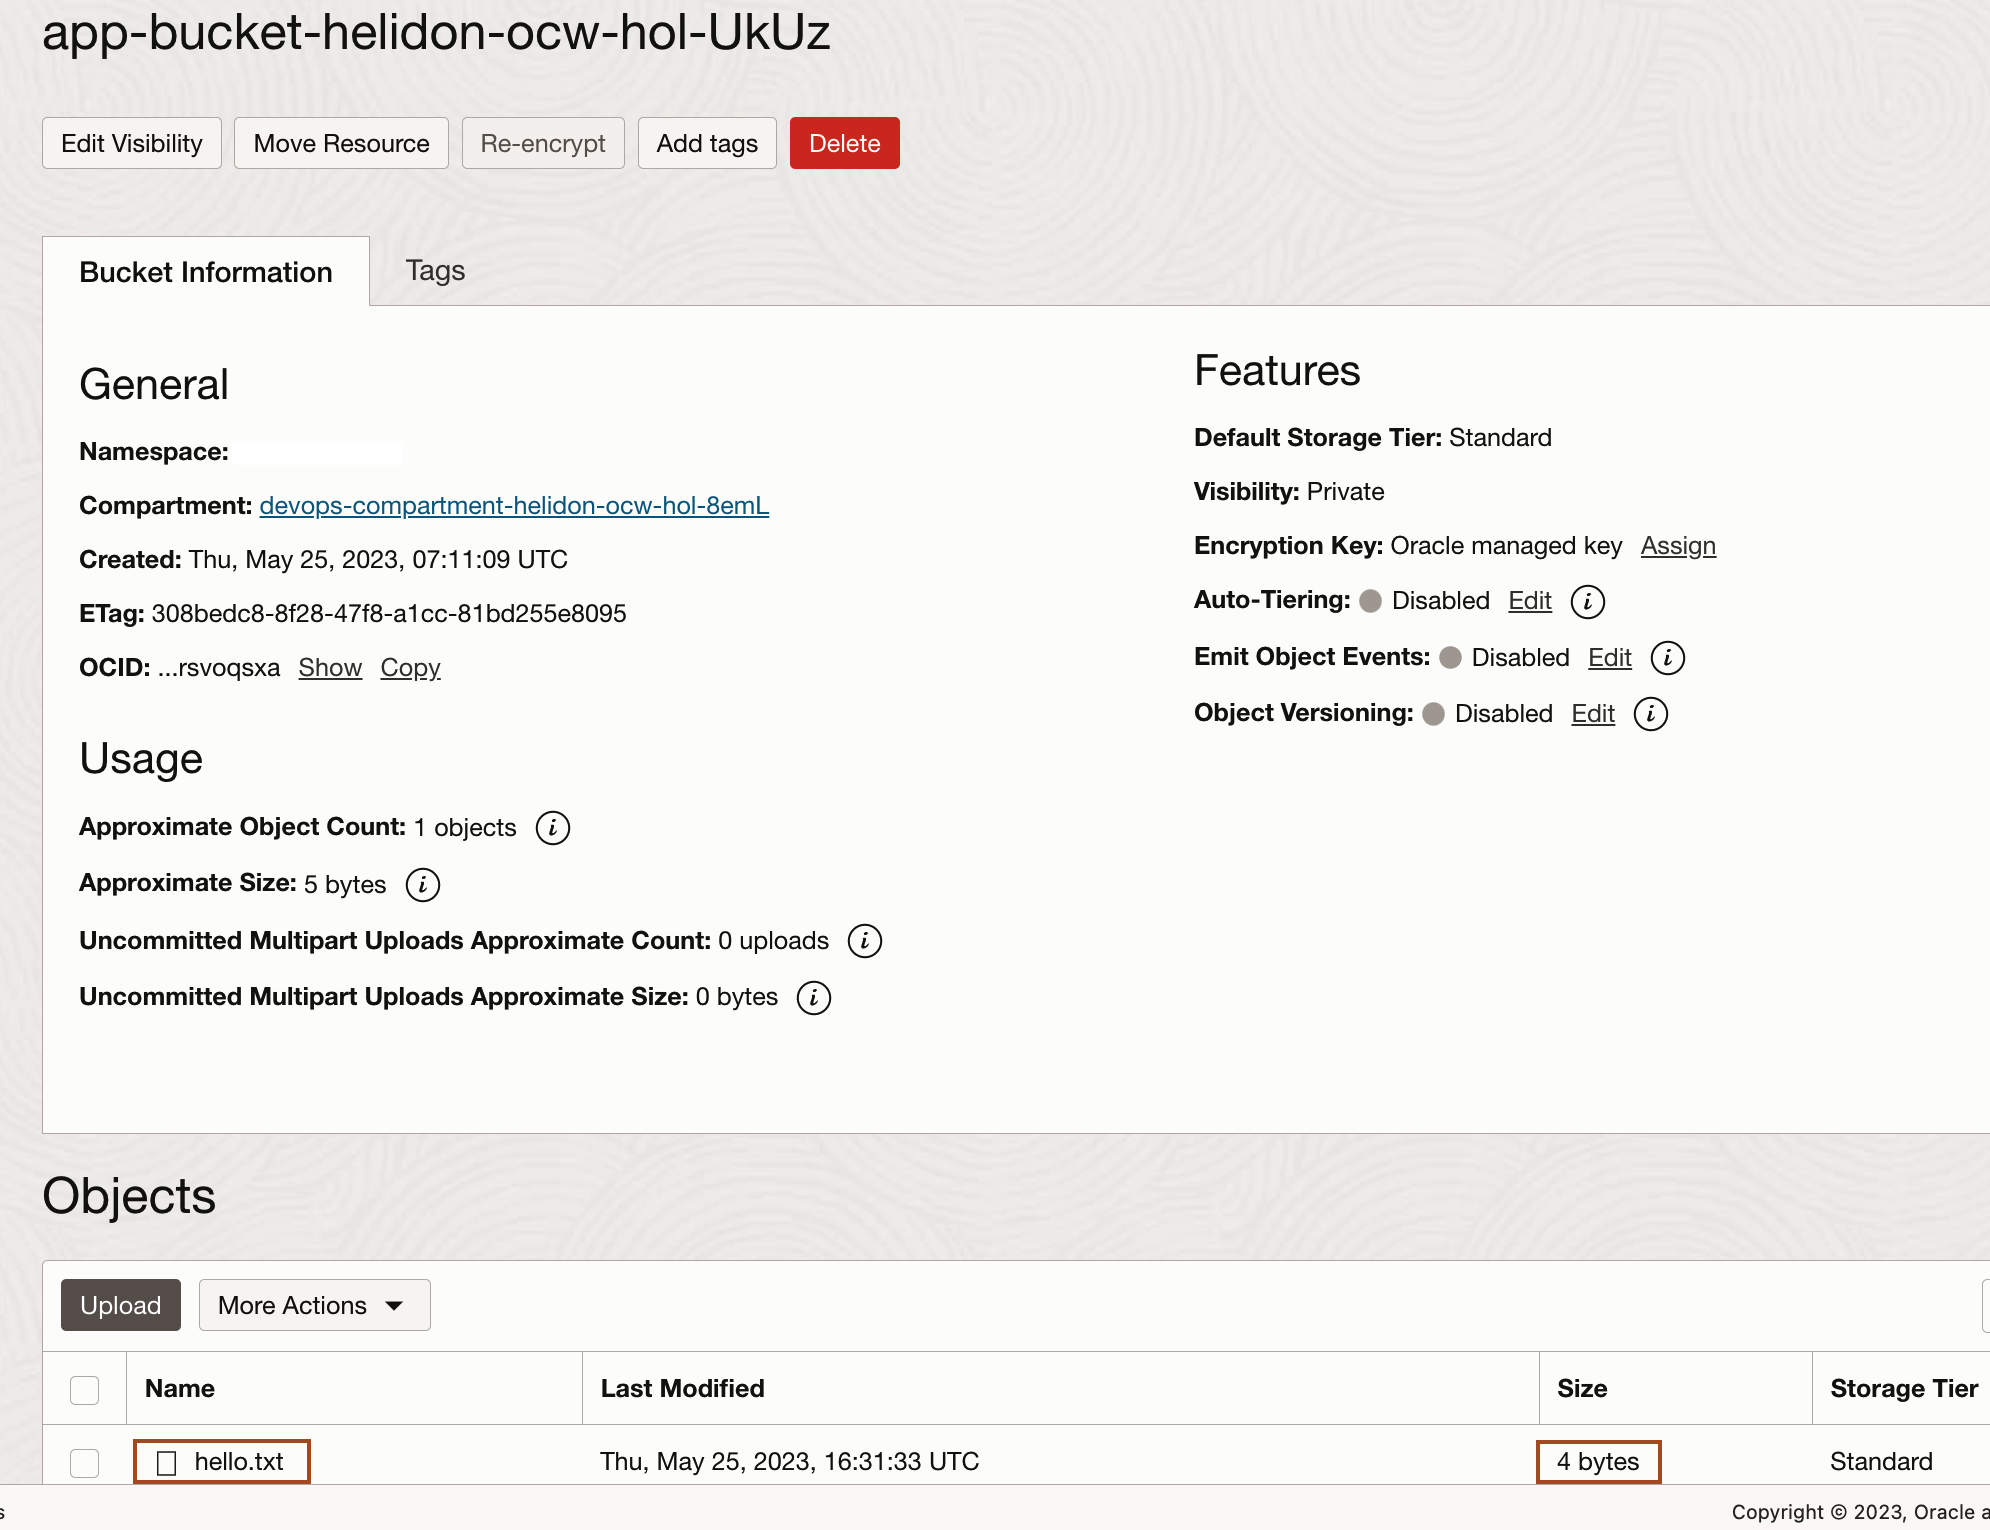 app-bucket-helidon-ocw-hol-UkUz
Edit Visibility Move Resource Re-encrypt Add tags Delete
Bucket Information Tags
General
Namespace:
Compartment: devops-compartment-helidon-ocw-hol-8emL
Created: Thu, May 25, 2023, 07:11:09 UTC
ETag: 308bedc8-8f28-47f8-a1cc-81bd255e8095
OCID: ...rsvoqsxa Show Copy
Usage
Approximate Object Count: 1 objects i
Approximate Size: 5 bytes i
Uncommitted Multipart Uploads Approximate Count: 0 uploads i
Uncommitted Multipart Uploads Approximate Size: 0 bytes i
Features
Default Storage Tier: Standard
Visibility: Private
Encryption Key: Oracle managed key Assign
Auto-Tiering: Disabled Edit i
Emit Object Events: Disabled Edit i
Object Versioning: Disabled Edit i
Objects
Upload More Actions
Name Last Modified Size Storage Tier
hello.txt Thu, May 25, 2023, 16:31:33 UTC 4 bytes Standard
Copyright © 2023, Oracle